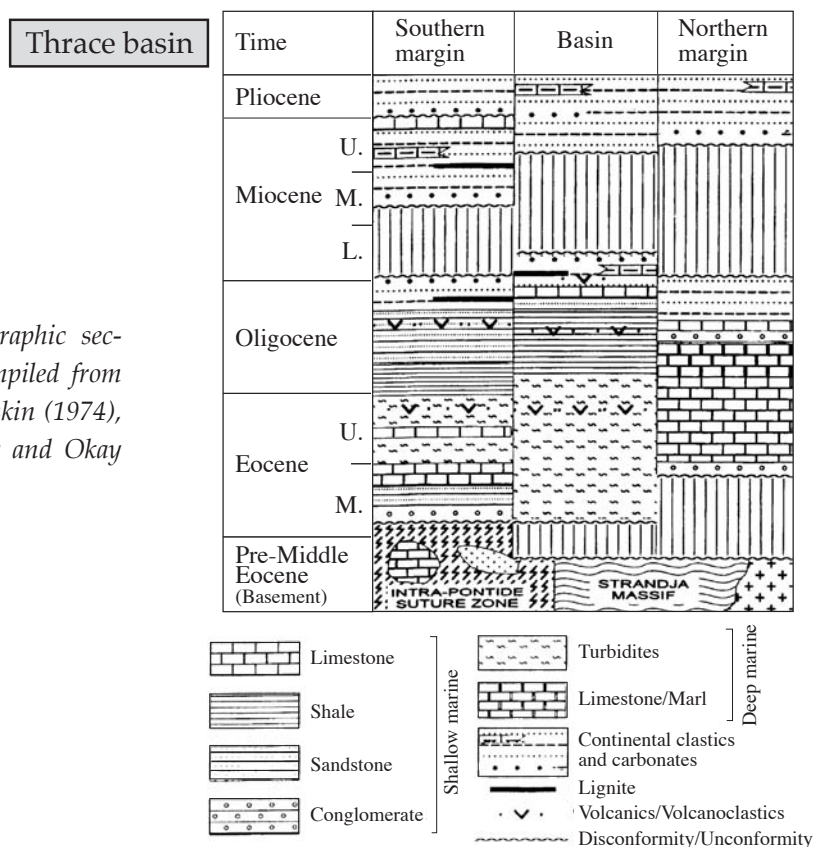 Thrace basin
Time
Southern
margin
Basin
Northern
margin
Pliocene
Miocene
U.
M.
L.
Oligocene
Eocene
U.
M.
Pre-Middle
Eocene
(Basement)
INTRA-PONTIDE
SUTURE ZONE
STRANDJA
MASSIF
raphic sec-
npiled from
skin (1974),
and Okay
Limestone
Shale
Sandstone
Conglomerate
Shallow marine
Turbidites
Limestone/Marl
Deep marine
Continental clastics
and carbonates
Lignite
Volcanics/Volcanoclastics
Disconformity/Unconformity